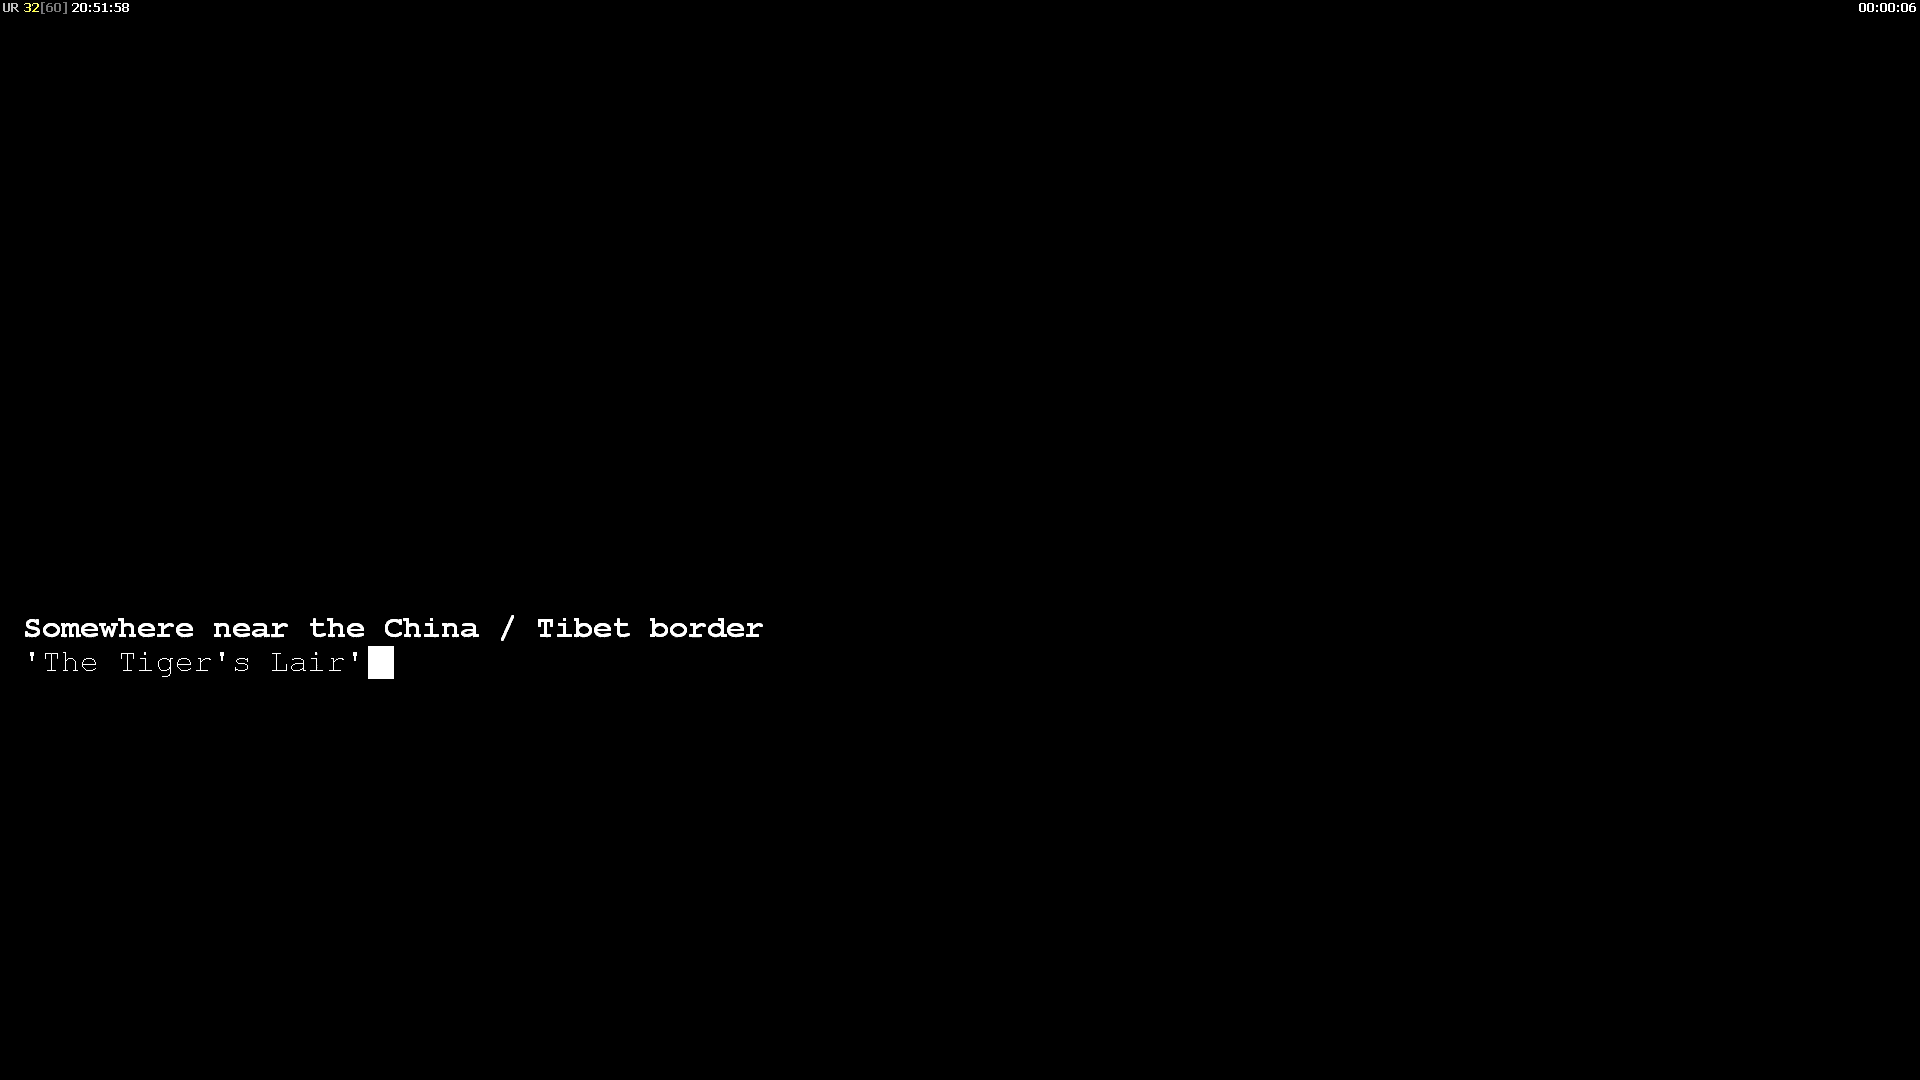 UR 32[60] 20:51:58
00:00:06
Somewhere near the China / Tibet border
'The Tiger's Lair'